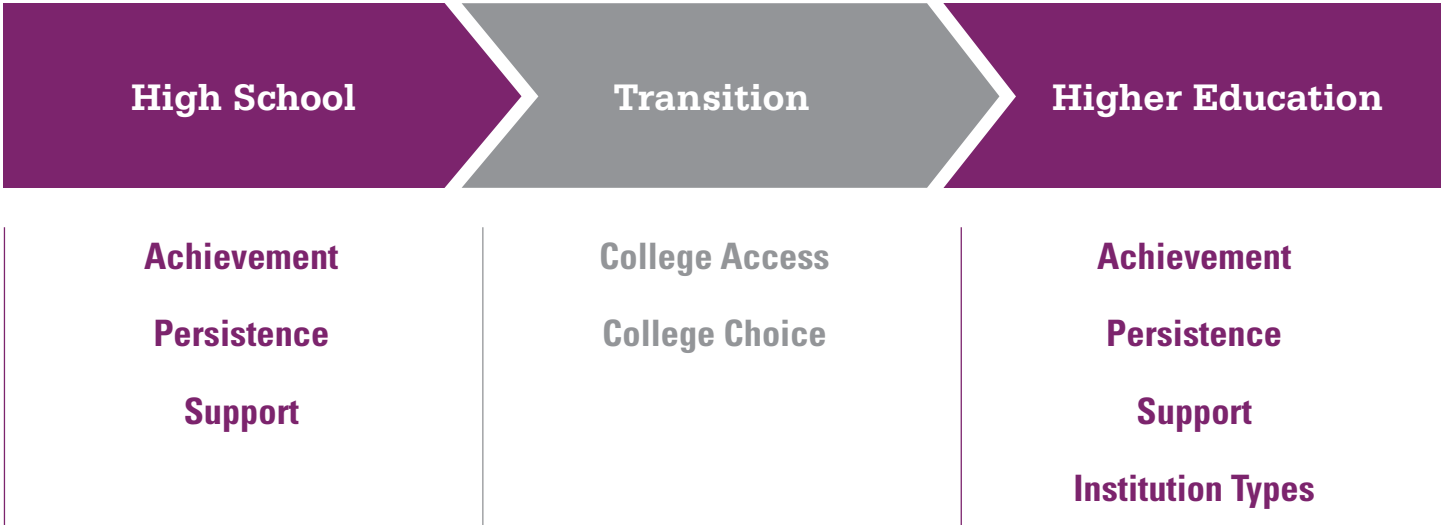 High School
Transition
Higher Education
Achievement
Persistence
Support
College Access
College Choice
Achievement
Persistence
Support
Institution Types